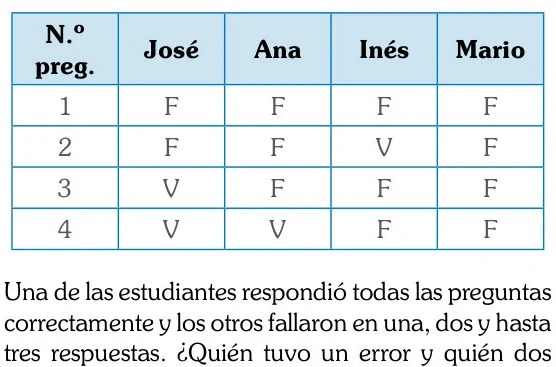 N.º preg. José Ana Inés Mario
1 F F F F
2 F F V F
3 V F F F
4 V V F F
Una de las estudiantes respondió todas las preguntas
correctamente y los otros fallaron en una, dos y hasta
tres respuestas. ¿Quién tuvo un error y quién dos